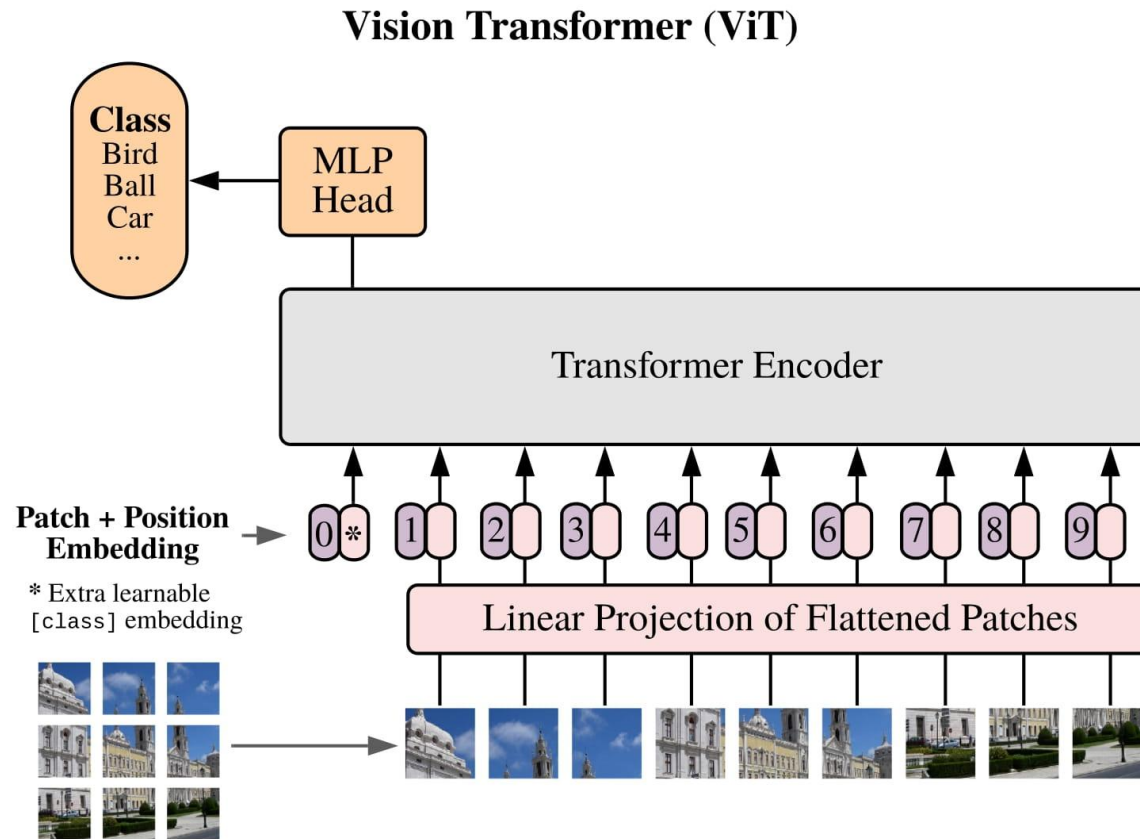 Vision Transformer (ViT)
Class
Bird
Ball
Car
...
MLP
Head
Transformer Encoder
Patch + Position
Embedding
0 * 1 2 3 4 5 6 7 8 9
* Extra learnable
[class] embedding
Linear Projection of Flattened Patches